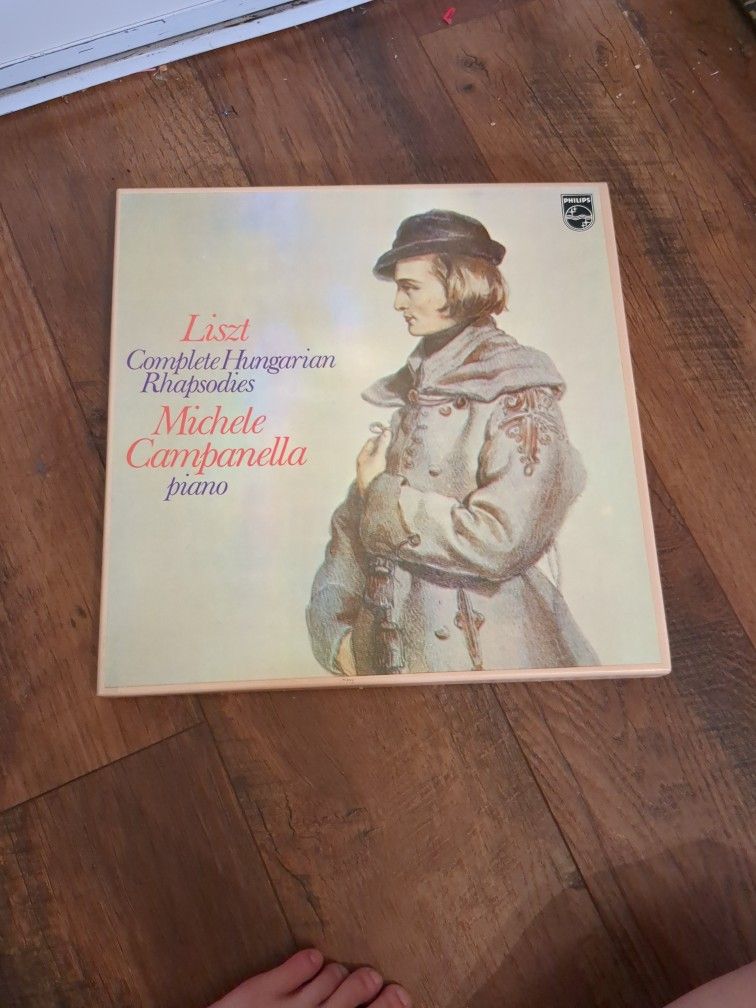 PHILIPS
Liszt
Complete Hungarian
Rhapsodies
Michele
Campanella
piano